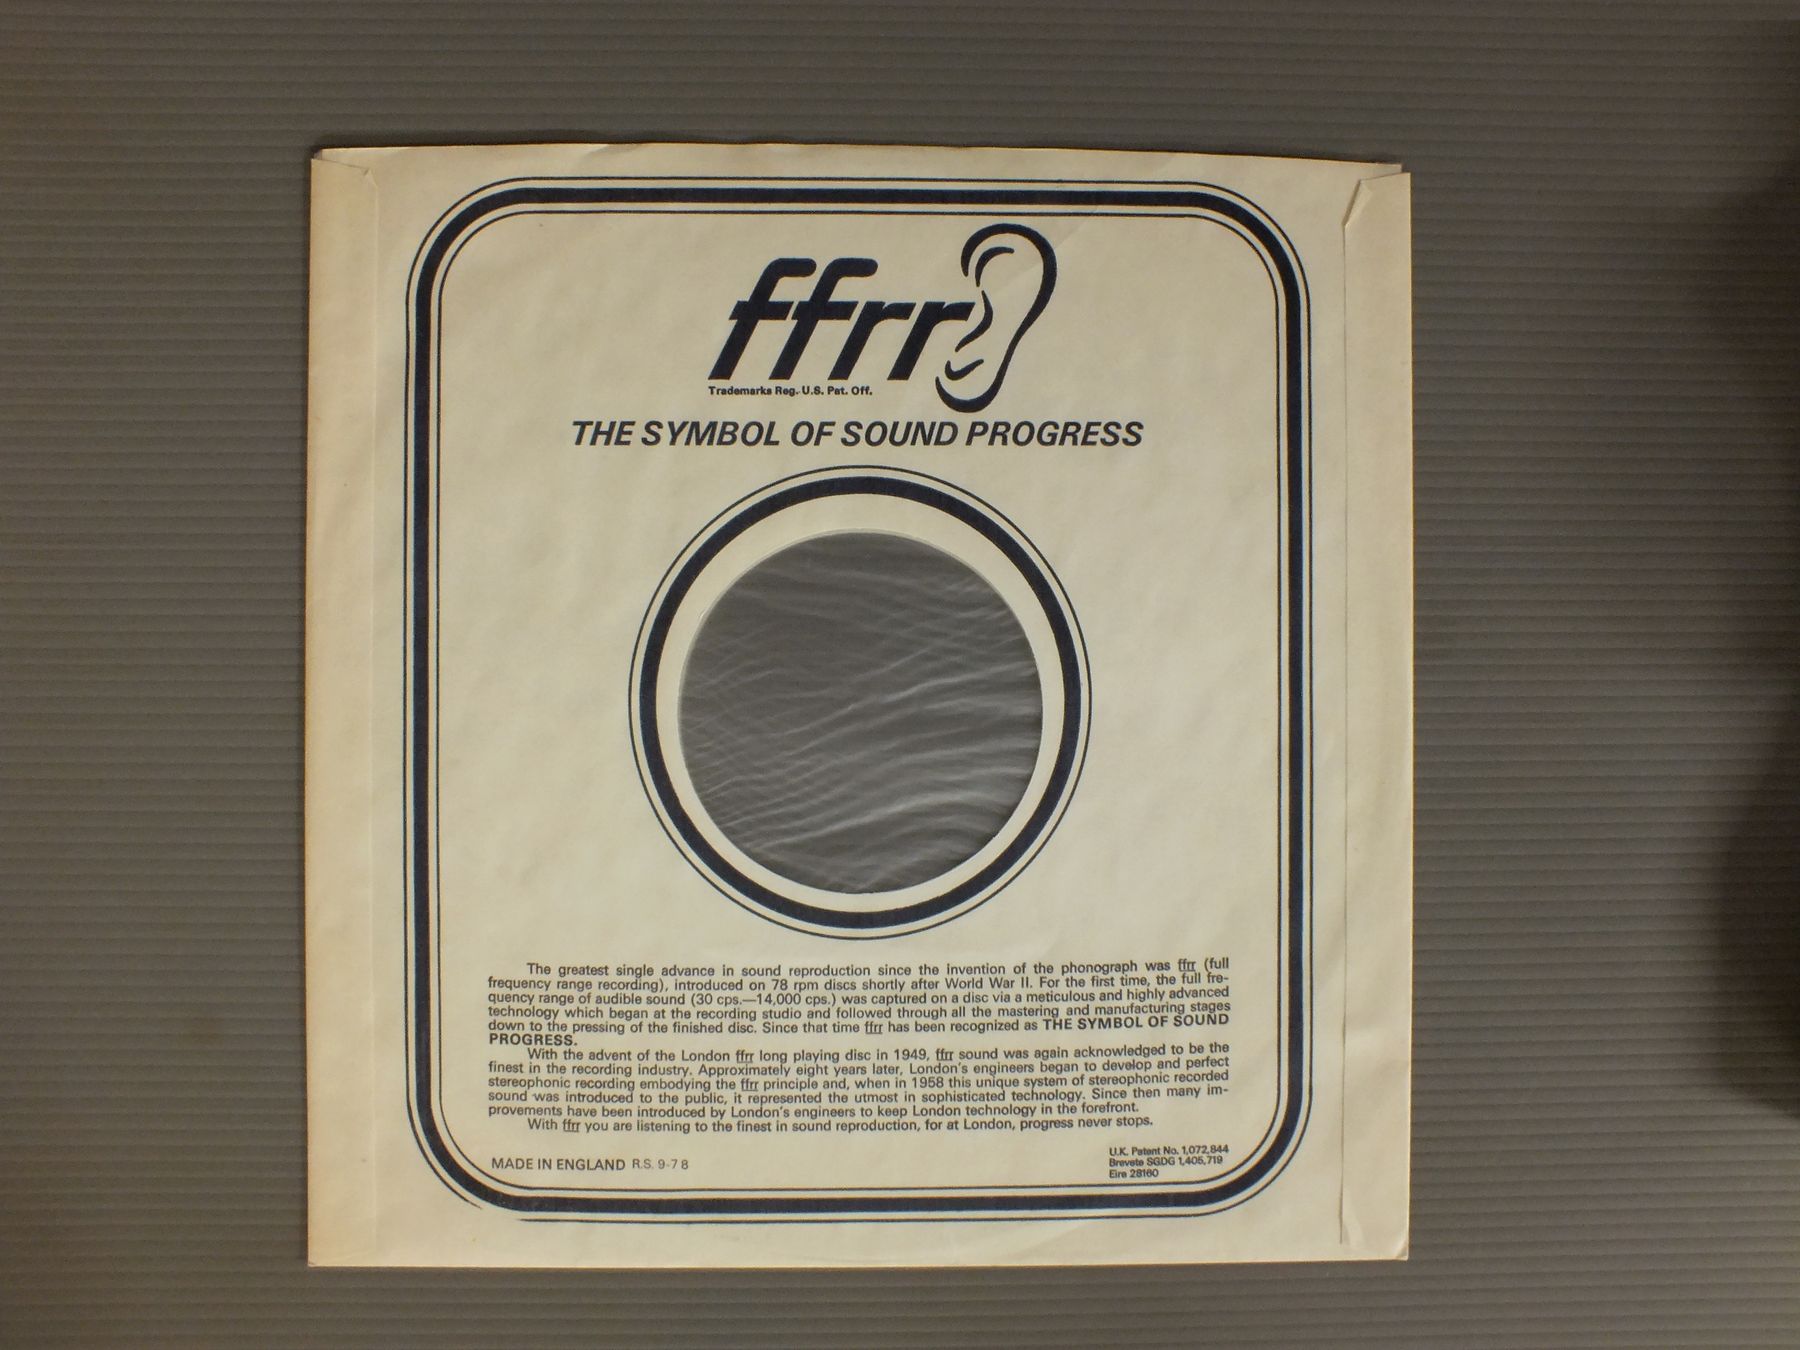 ffrr
Trademarks Reg. U.S. Pat. Off.
THE SYMBOL OF SOUND PROGRESS
The greatest single advance in sound reproduction since the invention of the phonograph was ffrr (full
frequency range recording), introduced on 78 rpm discs shortly after World War II. For the first time, the full fre-
quency range of audible sound (30 cps.—14,000 cps.) was captured on a disc via a meticulous and highly advanced
technology which began at the recording studio and followed through all the mastering and manufacturing stages
down to the pressing of the finished disc. Since that time ffrr has been recognized as THE SYMBOL OF SOUND
PROGRESS.
With the advent of the London ffrr long playing disc in 1949, ffrr sound was again acknowledged to be the
finest in the recording industry. Approximately eight years later, London's engineers began to develop and perfect
stereophonic recording embodying the ffrr principle and, when in 1958 this unique system of stereophonic recorded
sound was introduced to the public, it represented the utmost in sophisticated technology. Since then many im-
provements have been introduced by London's engineers to keep London technology in the forefront.
With ffrr you are listening to the finest in sound reproduction, for at London, progress never stops.
MADE IN ENGLAND R.S. 9-78
U.K. Patent No. 1,072,844
Brevete SGDG 1,405,719
Eire 28160